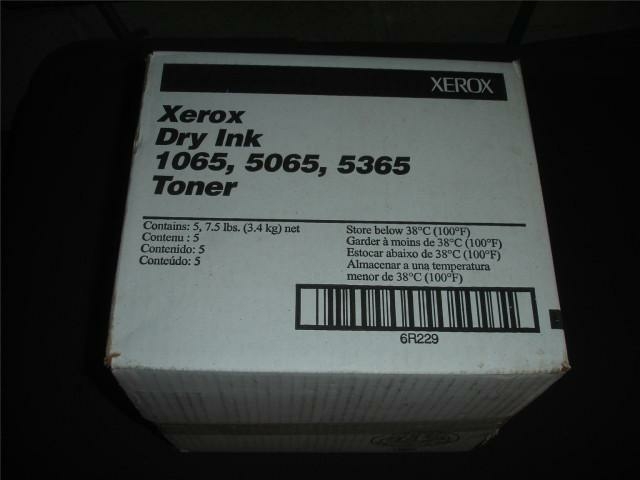 XEROX
Xerox
Dry Ink
1065, 5065, 5365
Toner
Contains: 5, 7.5 lbs. (3.4 kg) net
Contenu : 5
Contenido: 5
Conteúdo: 5
Store below 38°C (100°F)
Garder à moins de 38°C (100°F)
Estocar abaixo de 38°C (100°F)
Almacenar a una temperatura
menor de 38°C (100°F)
6R229